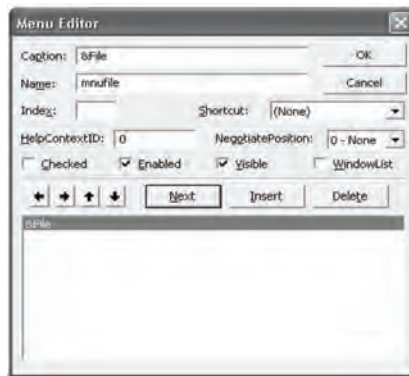 Menu Editor
Caption: &File OK
Name: mnufile Cancel
Index: Shortcut: (None)
HelpContextID: 0 NegotiatePosition: 0 - None
Checked Enabled Visible WindowList
Next Insert Delete
&File